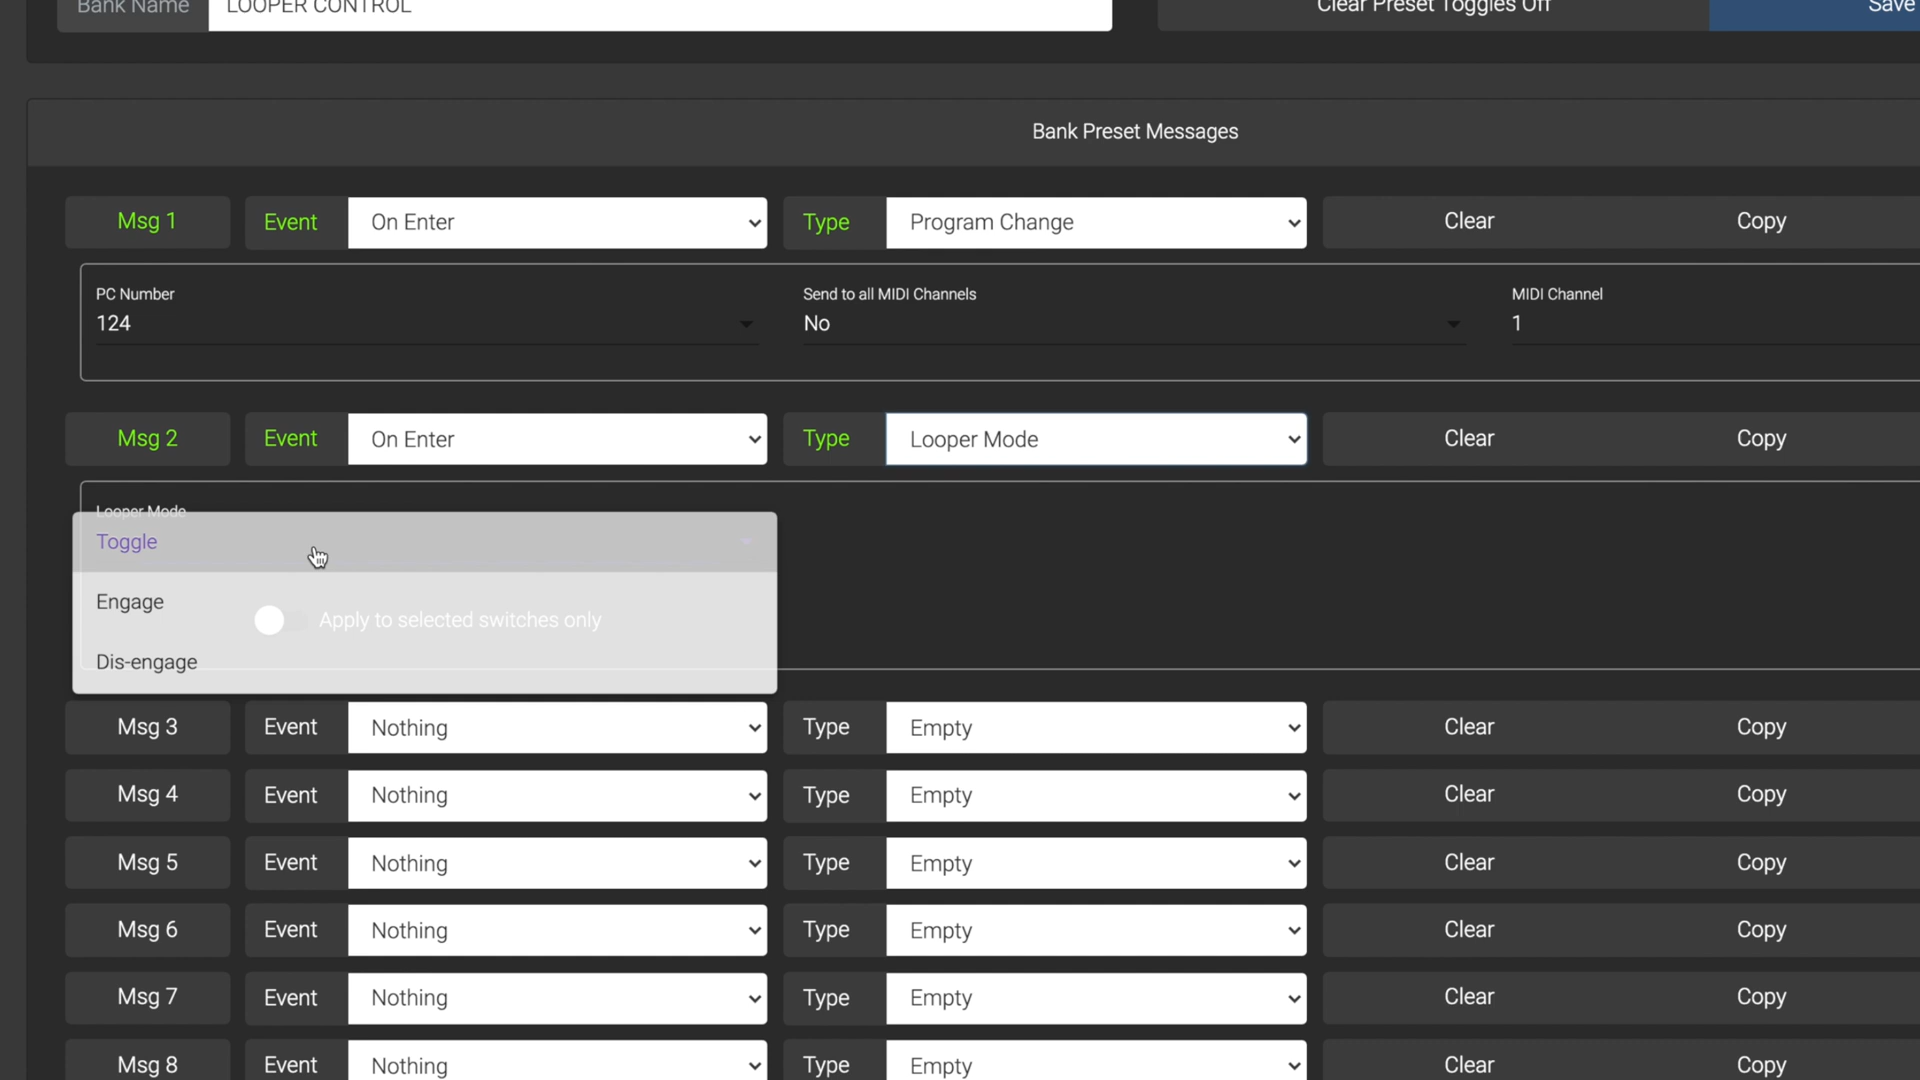 Bank Name LOOPER CONTROL Clear Preset Toggles Off Save
Bank Preset Messages
Msg 1 Event On Enter Type Program Change Clear Copy
PC Number Send to all MIDI Channels MIDI Channel
124 No 1
Msg 2 Event On Enter Type Looper Mode Clear Copy
Looper Mode
Toggle
Engage
Apply to selected switches only
Dis-engage
Msg 3 Event Nothing Type Empty Clear Copy
Msg 4 Event Nothing Type Empty Clear Copy
Msg 5 Event Nothing Type Empty Clear Copy
Msg 6 Event Nothing Type Empty Clear Copy
Msg 7 Event Nothing Type Empty Clear Copy
Msg 8 Event Nothing Type Empty Clear Copy